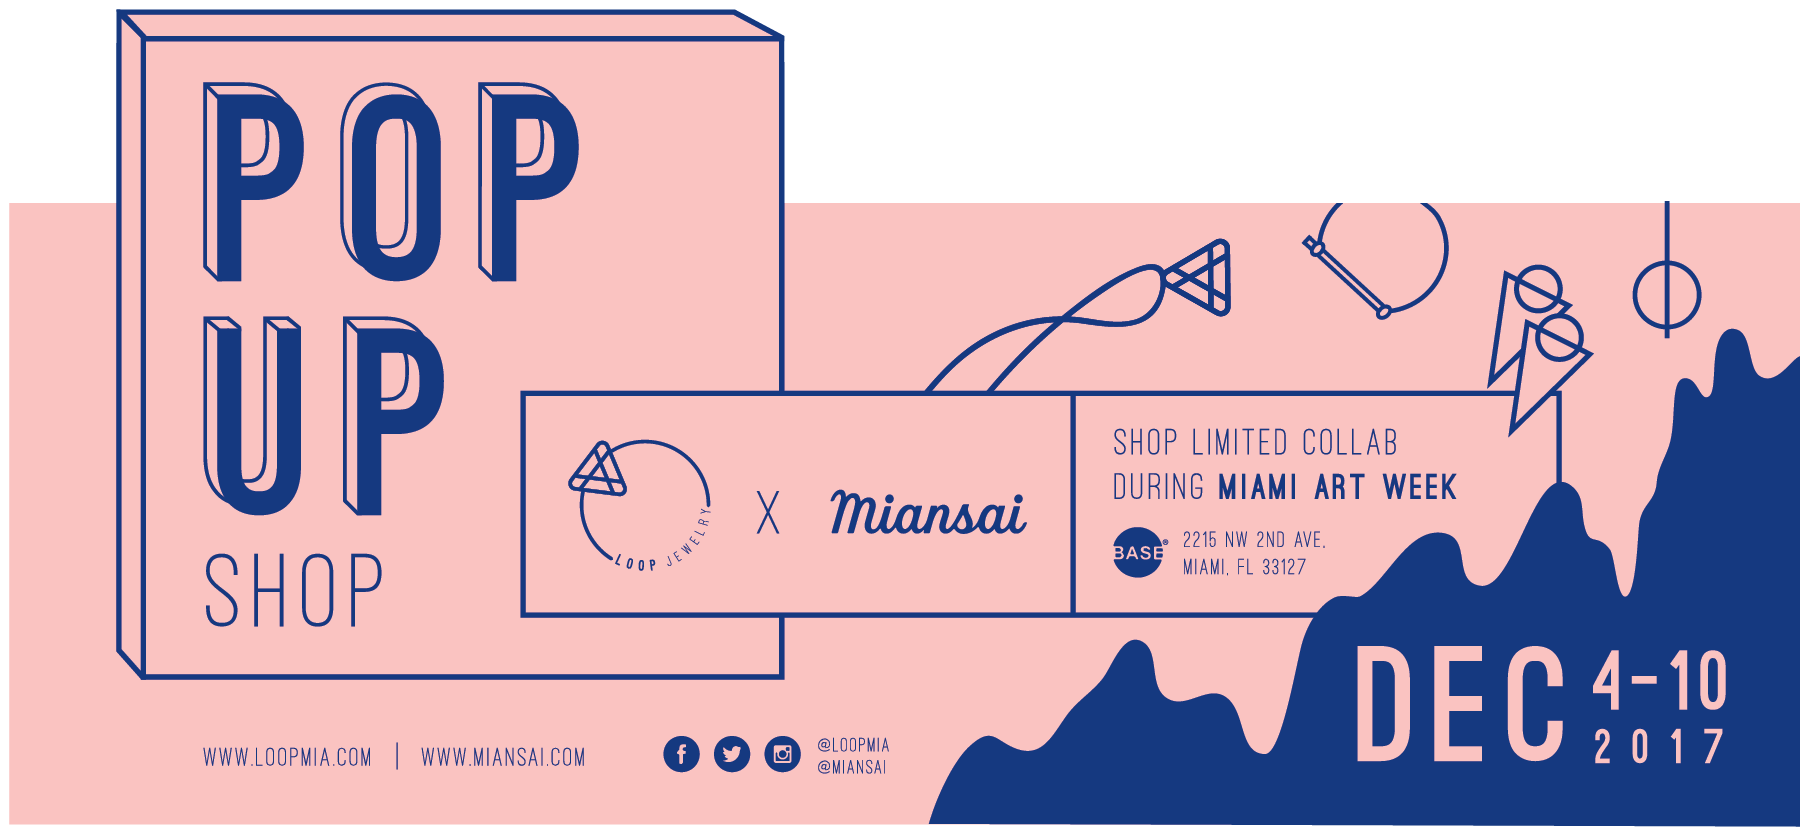 POP
UP
SHOP
LOOP JEWELRY
X
Miansai
SHOP LIMITED COLLAB
DURING MIAMI ART WEEK
BASE®
2215 NW 2ND AVE,
MIAMI, FL 33127
DEC 4-10
2017
WWW.LOOPMIA.COM | WWW.MIANSAI.COM
@LOOPMIA
@MIANSAI